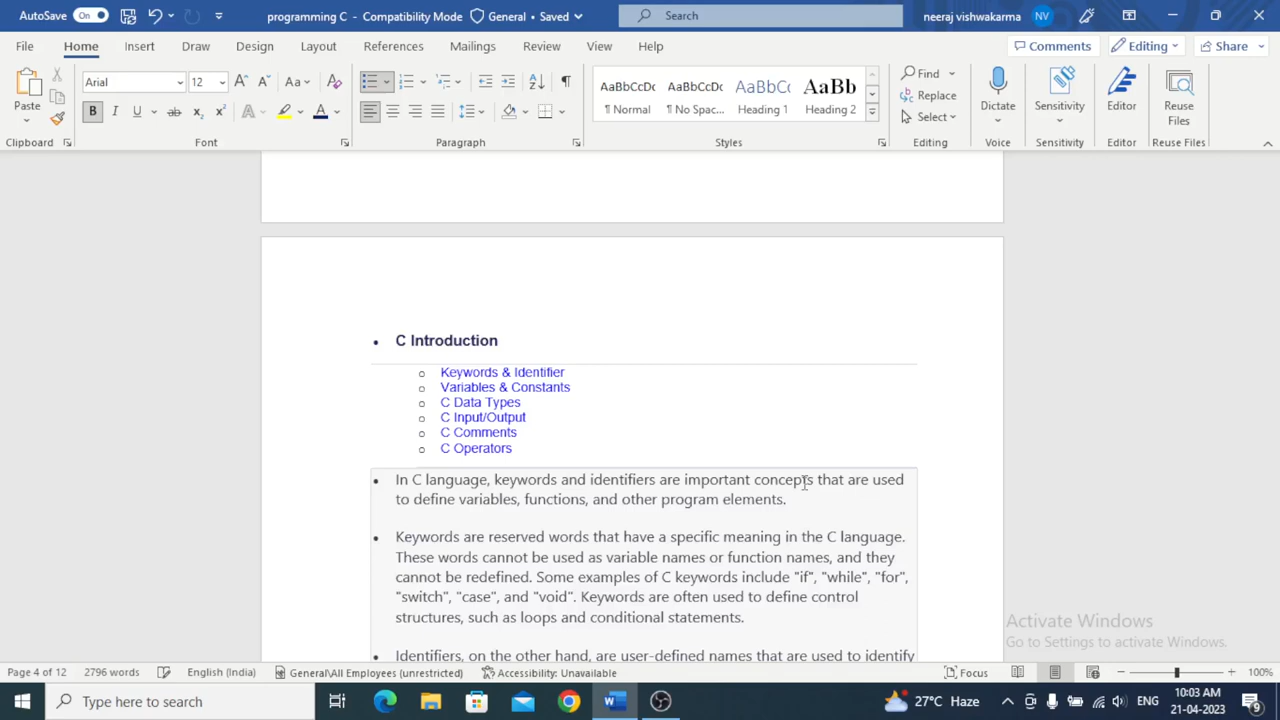 AutoSave On programming C - Compatibility Mode General - Saved Search neeraj vishwakarma NV
File Home Insert Draw Design Layout References Mailings Review View Help Comments Editing Share
Paste Arial 12 Aa AaBbCcDc AaBbCcDc AaBbCc AaBb Find Dictate Sensitivity Editor Reuse Files
¶ Normal ¶ No Spac... Heading 1 Heading 2 Replace
B I U ab x₂ x² A A Select
Clipboard Font Paragraph Styles Editing Voice Sensitivity Editor Reuse Files
• C Introduction
o Keywords & Identifier
o Variables & Constants
o C Data Types
o C Input/Output
o C Comments
o C Operators
• In C language, keywords and identifiers are important concepts that are used
to define variables, functions, and other program elements.
• Keywords are reserved words that have a specific meaning in the C language.
These words cannot be used as variable names or function names, and they
cannot be redefined. Some examples of C keywords include "if", "while", "for",
"switch", "case", and "void". Keywords are often used to define control
structures, such as loops and conditional statements.
• Identifiers, on the other hand, are user-defined names that are used to identify
Activate Windows
Go to Settings to activate Windows.
Page 4 of 12 2796 words English (India) General\All Employees (unrestricted) Accessibility: Unavailable Focus 100%
Type here to search 27°C Haze ENG 10:03 AM
21-04-2023 9